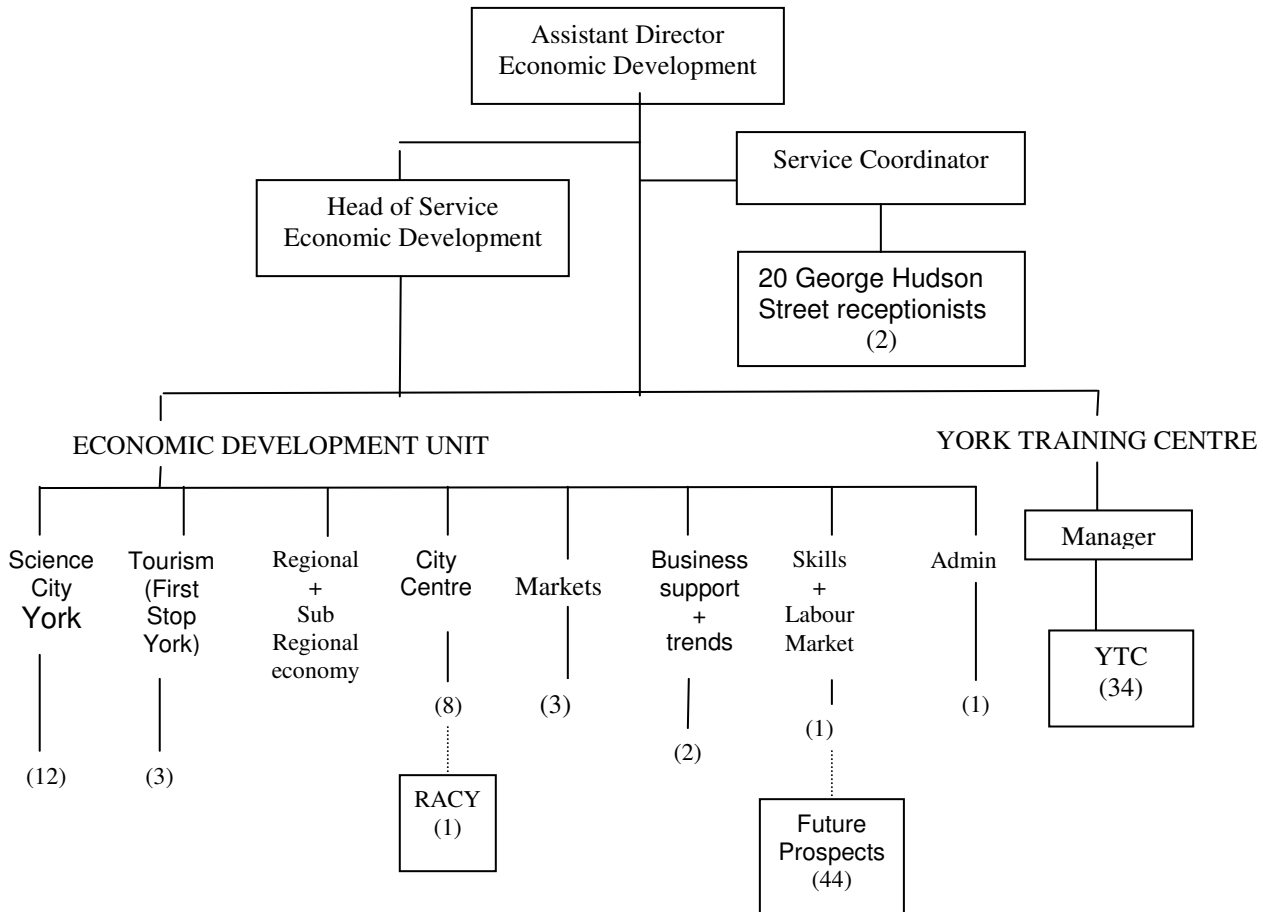 Assistant Director
Economic Development
Service Coordinator
Head of Service
Economic Development
20 George Hudson
Street receptionists
(2)
ECONOMIC DEVELOPMENT UNIT
YORK TRAINING CENTRE
Manager
YTC
(34)
Science
City
York
(12)
Tourism
(First
Stop
York)
(3)
Regional
+
Sub
Regional
economy
City
Centre
(8)
RACY
(1)
Markets
(3)
Business
support
+
trends
(2)
Skills
+
Labour
Market
(1)
Future
Prospects
(44)
Admin
(1)